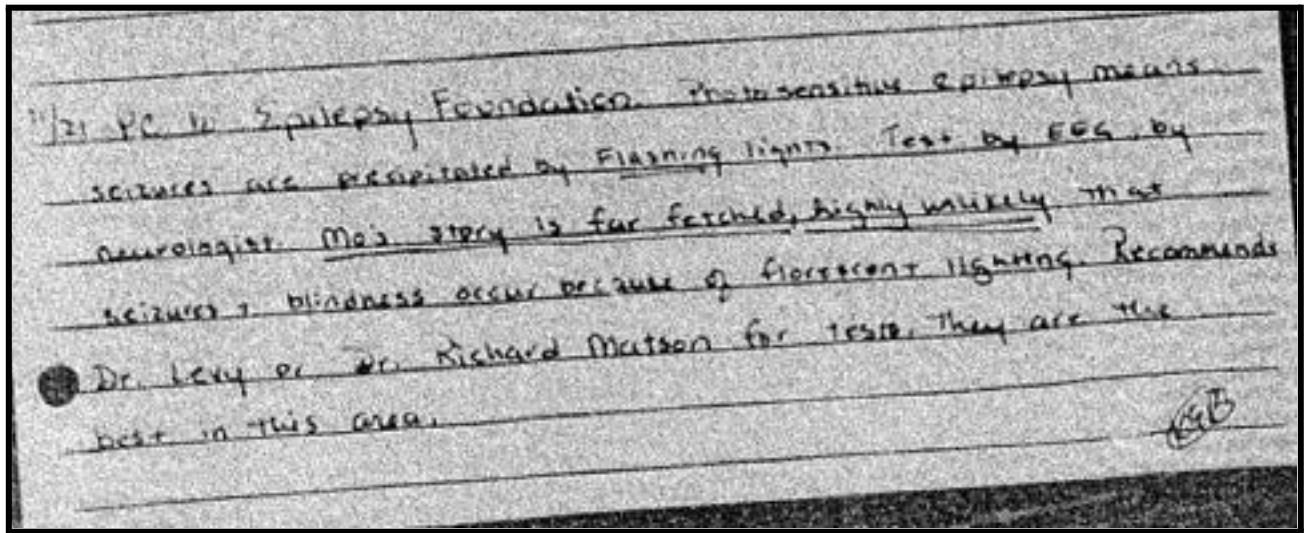 11/21 PC to Epilepsy Foundation. Photosensitive epilepsy means
seizures are precipitated by Flashing lights. Test by EEG, by
neurologist. Mo's story is far fetched, highly unlikely that
seizures + blindness occur because of florescent lighting. Recommends
Dr. Levy or Dr. Richard Matson for tests. They are the
best in this area.
KGB